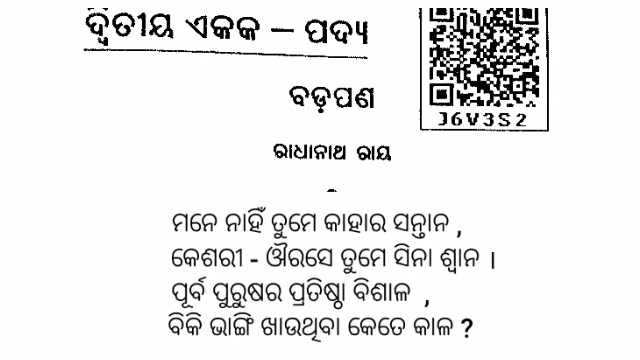 ଦ୍ୱିତୀୟ ଏକକ – ପଦ୍ୟ
J6V3S2
ବଡ଼ପଣ
ରାଧାନାଥ ରାୟ
ମନେ ନାହିଁ ତୁମେ କାହାର ସନ୍ତାନ ,
କେଶରୀ - ଔରସେ ତୁମେ ସିନା ଶ୍ଵାନ ।
ପୂର୍ବ ପୁରୁଷର ପ୍ରତିଷ୍ଠା ବିଶାଳ ,
ବିକି ଭାଙ୍ଗି ଖାଉଥିବା କେତେ କାଳ ?